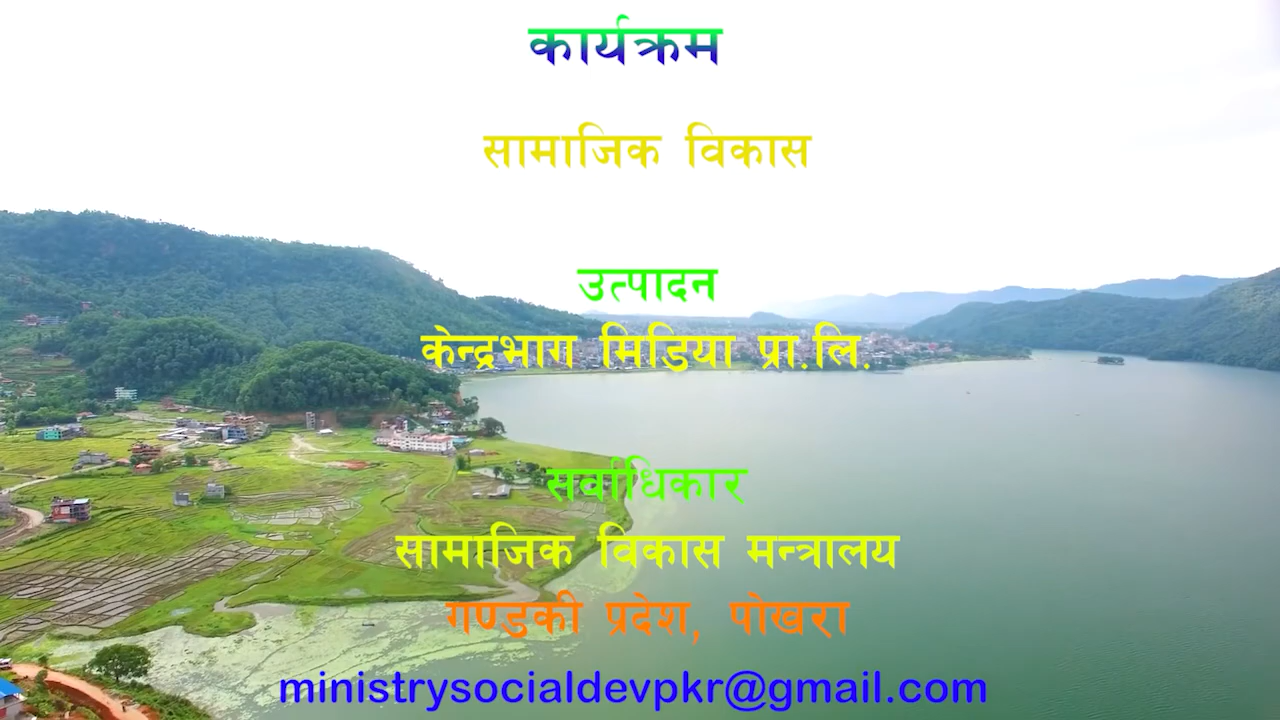 कार्यक्रम
सामाजिक विकास
उत्पादन
केन्द्रभाग मिडिया प्रा.लि.
सर्वाधिकार
सामाजिक विकास मन्त्रालय
गण्डकी प्रदेश, पोखरा
ministrysocialdevpkr@gmail.com